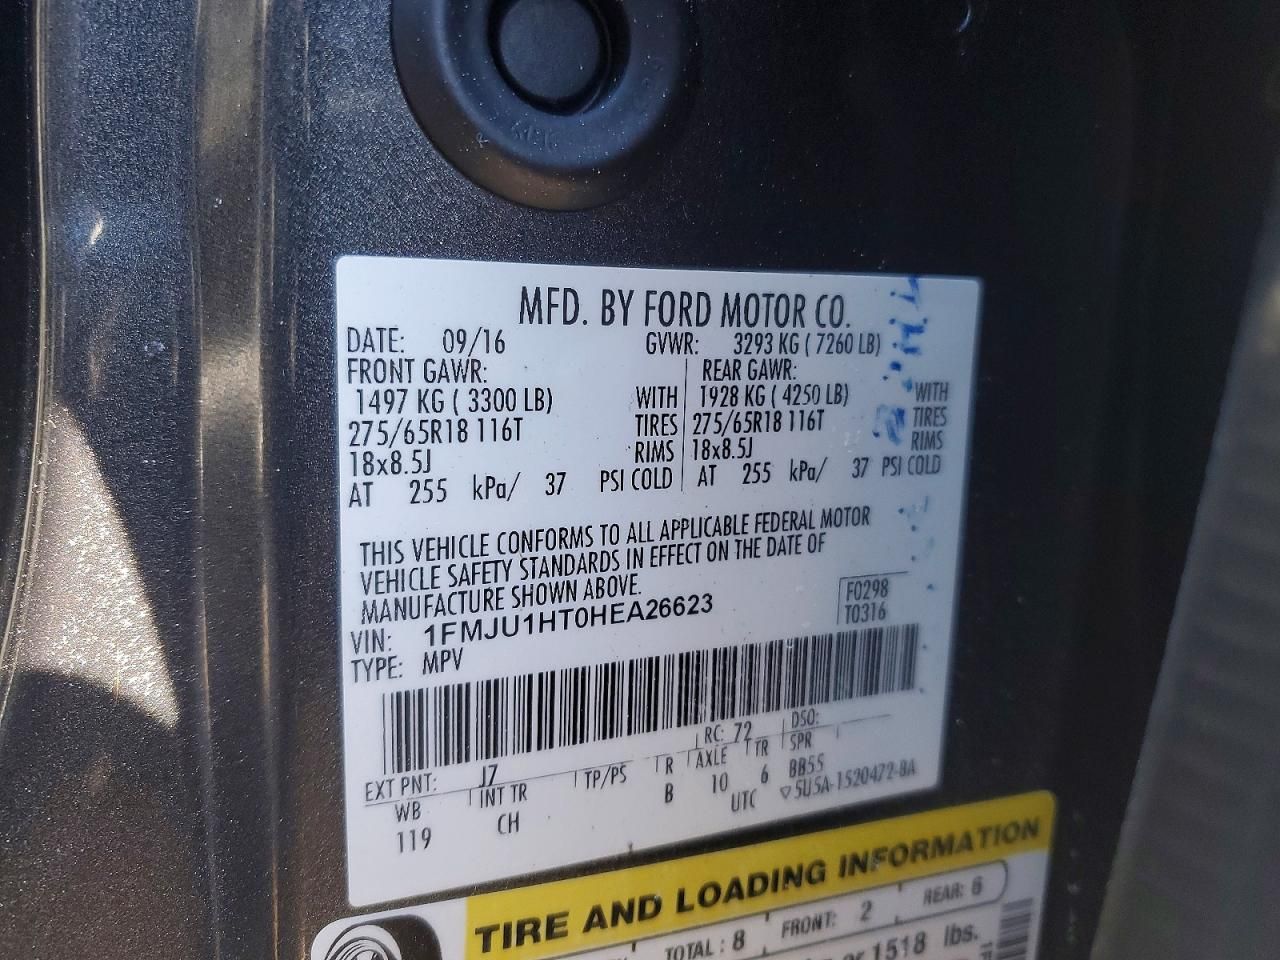 MFD. BY FORD MOTOR CO.
DATE: 09/16 GVWR: 3293 KG ( 7260 LB)
FRONT GAWR: REAR GAWR:
1497 KG ( 3300 LB) WITH 1928 KG ( 4250 LB) WITH
275/65R18 116T TIRES 275/65R18 116T TIRES
18x8.5J RIMS 18x8.5J RIMS
AT 255 kPa/ 37 PSI COLD AT 255 kPa/ 37 PSI COLD
THIS VEHICLE CONFORMS TO ALL APPLICABLE FEDERAL MOTOR
VEHICLE SAFETY STANDARDS IN EFFECT ON THE DATE OF
MANUFACTURE SHOWN ABOVE.
F0298
T0316
VIN: 1FMJU1HT0HEA26623
TYPE: MPV
RC: 72 DSO:
EXT PNT: J7 TP/PS R AXLE TR SPR
WB INT TR B 10 6 BB55
119 CH UTC ▽5U5A-1520472-BA
TIRE AND LOADING INFORMATION
TOTAL : 8 FRONT: 2 REAR: 6
or 1518 lbs.